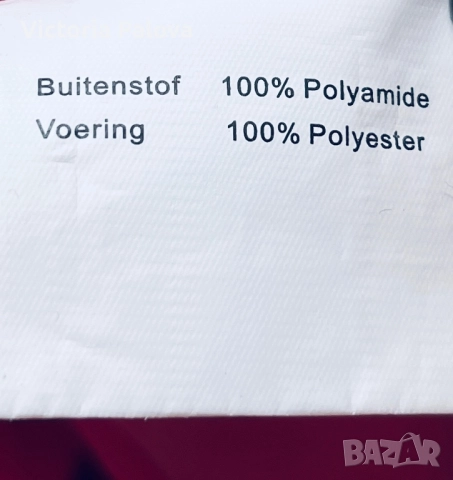 Buitenstof 100% Polyamide
Voering 100% Polyester
BAZAR